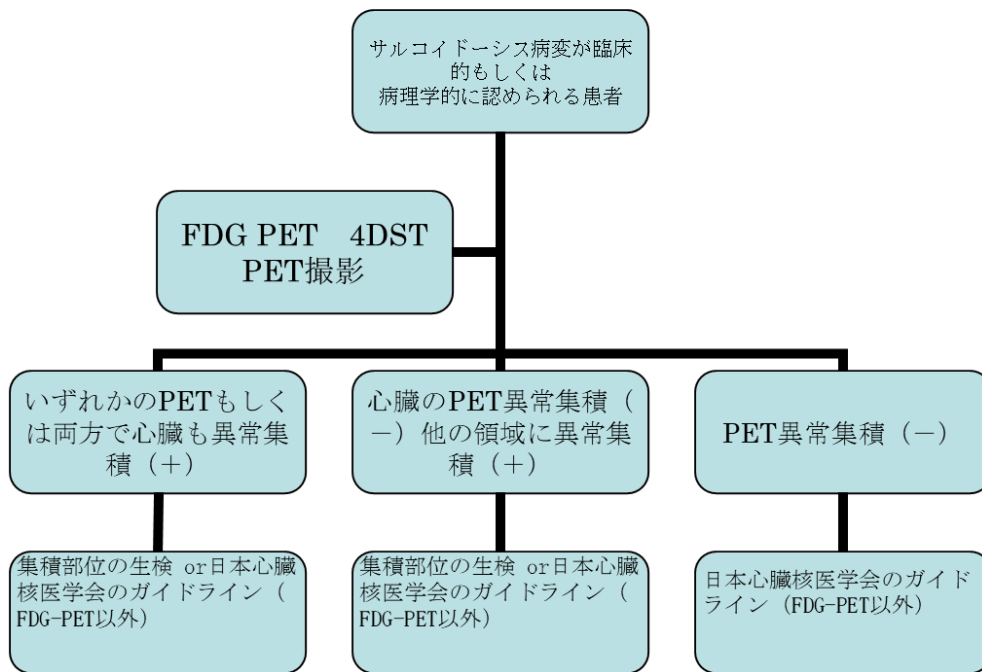 サルコイドーシス病変が臨床
的もしくは
病理学的に認められる患者
FDG PET　4DST
PET撮影
いずれかのPETもしく
は両方で心臓も異常集
積（＋）
心臓のPET異常集積（
－）他の領域に異常集
積（＋）
PET異常集積（－）
集積部位の生検 or日本心臓
核医学会のガイドライン（
FDG-PET以外）
集積部位の生検 or日本心臓
核医学会のガイドライン（
FDG-PET以外）
日本心臓核医学会のガイド
ライン（FDG-PET以外）